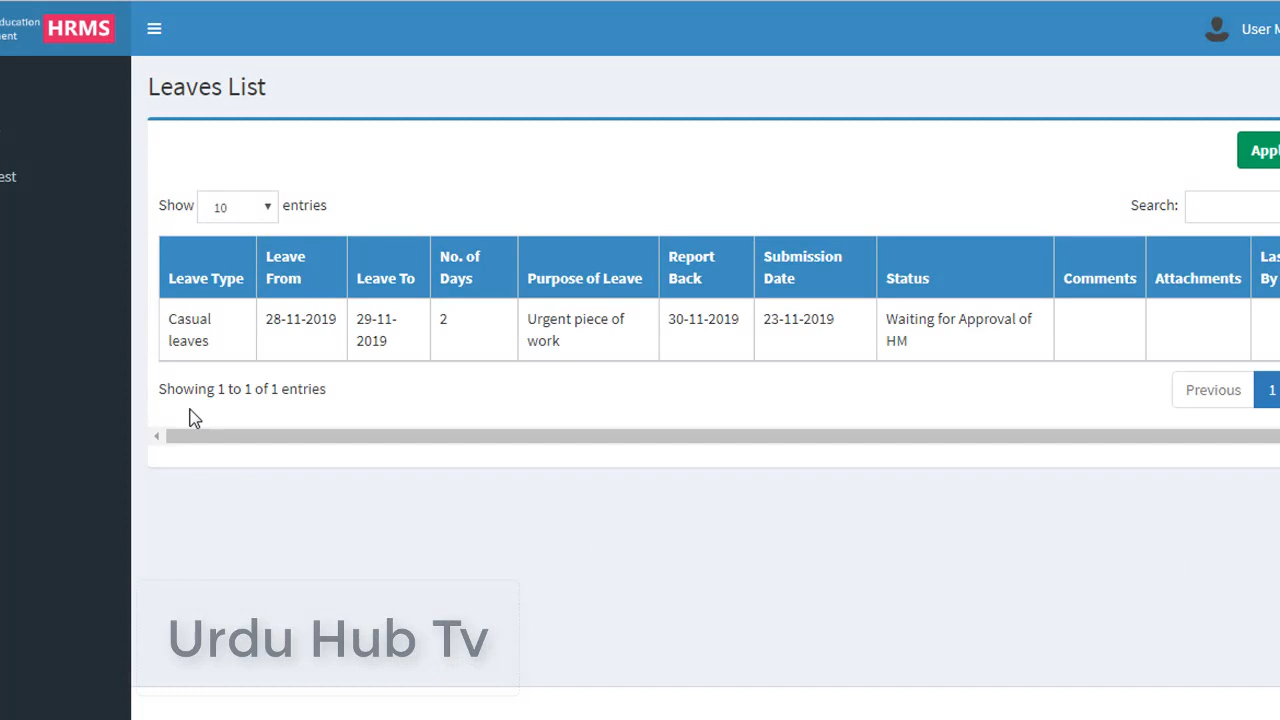 HRMS
User
Leaves List
Show 10 entries
Search:
Leave Type Leave From Leave To No. of Days Purpose of Leave Report Back Submission Date Status Comments Attachments By
Casual leaves 28-11-2019 29-11-2019 2 Urgent piece of work 30-11-2019 23-11-2019 Waiting for Approval of HM
Showing 1 to 1 of 1 entries
Previous 1
Urdu Hub Tv